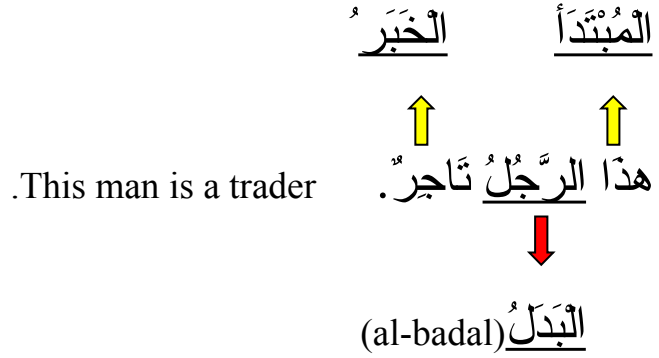 الْمُبْتَدَأ الْخَبَر ُ
هذَا الرَّجُلُ تَاجِرٌ. This man is a trader.
الْبَدَلُ (al-badal)